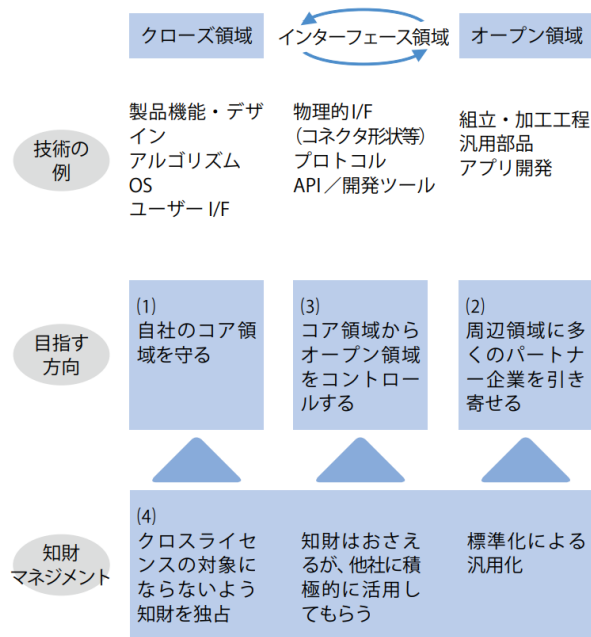 クローズ領域
インターフェース領域
オープン領域
技術の
例
製品機能・デザ
イン
アルゴリズム
OS
ユーザー I/F
物理的 I/F
(コネクタ形状等)
プロトコル
API／開発ツール
組立・加工工程
汎用部品
アプリ開発
目指す
方向
(1)
自社のコア領
域を守る
(3)
コア領域から
オープン領域
をコントロー
ルする
(2)
周辺領域に多
くのパートナ
ー企業を引き
寄せる
知財
マネジメント
(4)
クロスライセ
ンスの対象に
ならないよう
知財を独占
知財はおさえ
るが、他社に積
極的に活用し
てもらう
標準化による
汎用化